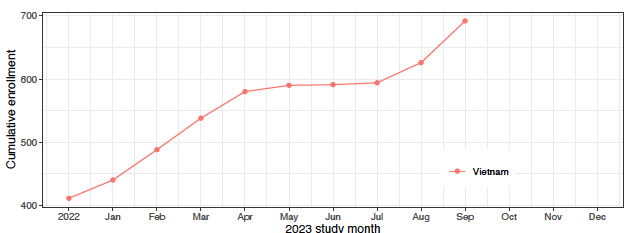 Cumulative enrollment
700
600
500
400
Vietnam
2022 Jan Feb Mar Apr May Jun Jul Aug Sep Oct Nov Dec
2023 study month